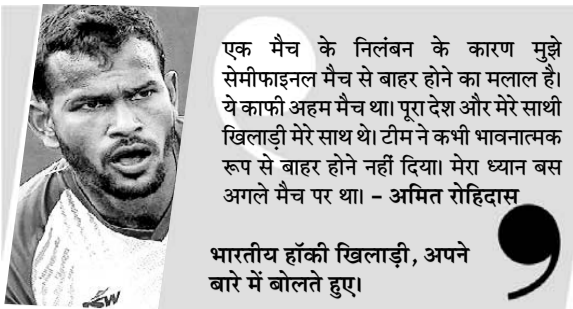 एक मैच के निलंबन के कारण मुझे
सेमीफाइनल मैच से बाहर होने का मलाल है।
ये काफी अहम मैच था। पूरा देश और मेरे साथी
खिलाड़ी मेरे साथ थे। टीम ने कभी भावनात्मक
रूप से बाहर होने नहीं दिया। मेरा ध्यान बस
अगले मैच पर था। – अमित रोहिदास
भारतीय हॉकी खिलाड़ी, अपने
बारे में बोलते हुए।